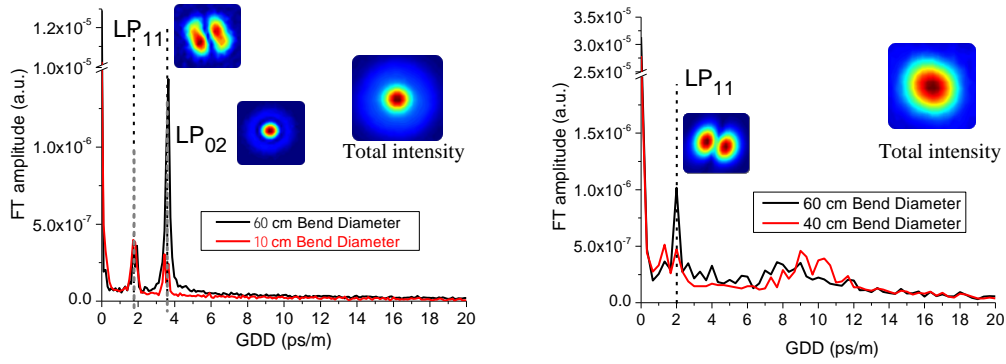 1.2x10⁻⁵
1.0x10⁻⁵
1.0x10⁻⁶
5.0x10⁻⁷
0.0
FT amplitude (a.u.)
LP₁₁
LP₀₂
Total intensity
60 cm Bend Diameter
10 cm Bend Diameter
0 2 4 6 8 10 12 14 16 18 20
GDD (ps/m)
3.5x10⁻⁵
3.0x10⁻⁵
2.5x10⁻⁵
1.5x10⁻⁶
1.0x10⁻⁶
5.0x10⁻⁷
0.0
FT amplitude (a.u.)
LP₁₁
Total intensity
60 cm Bend Diameter
40 cm Bend Diameter
0 2 4 6 8 10 12 14 16 18 20
GDD (ps/m)